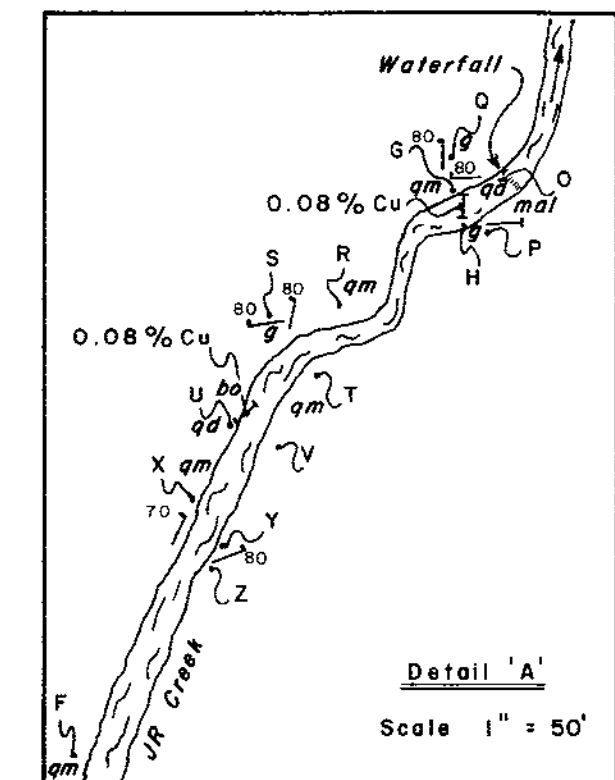 Waterfall
Q
80 g
G 80
qm qd O
0.08 % Cu mal
g P
H
S R
80 80 qm
g
0.08 % Cu
U bo
qd qm T
X qm V
70
Y
80
Z
JR Creek
F
qm
Detail 'A'
Scale 1" = 50'